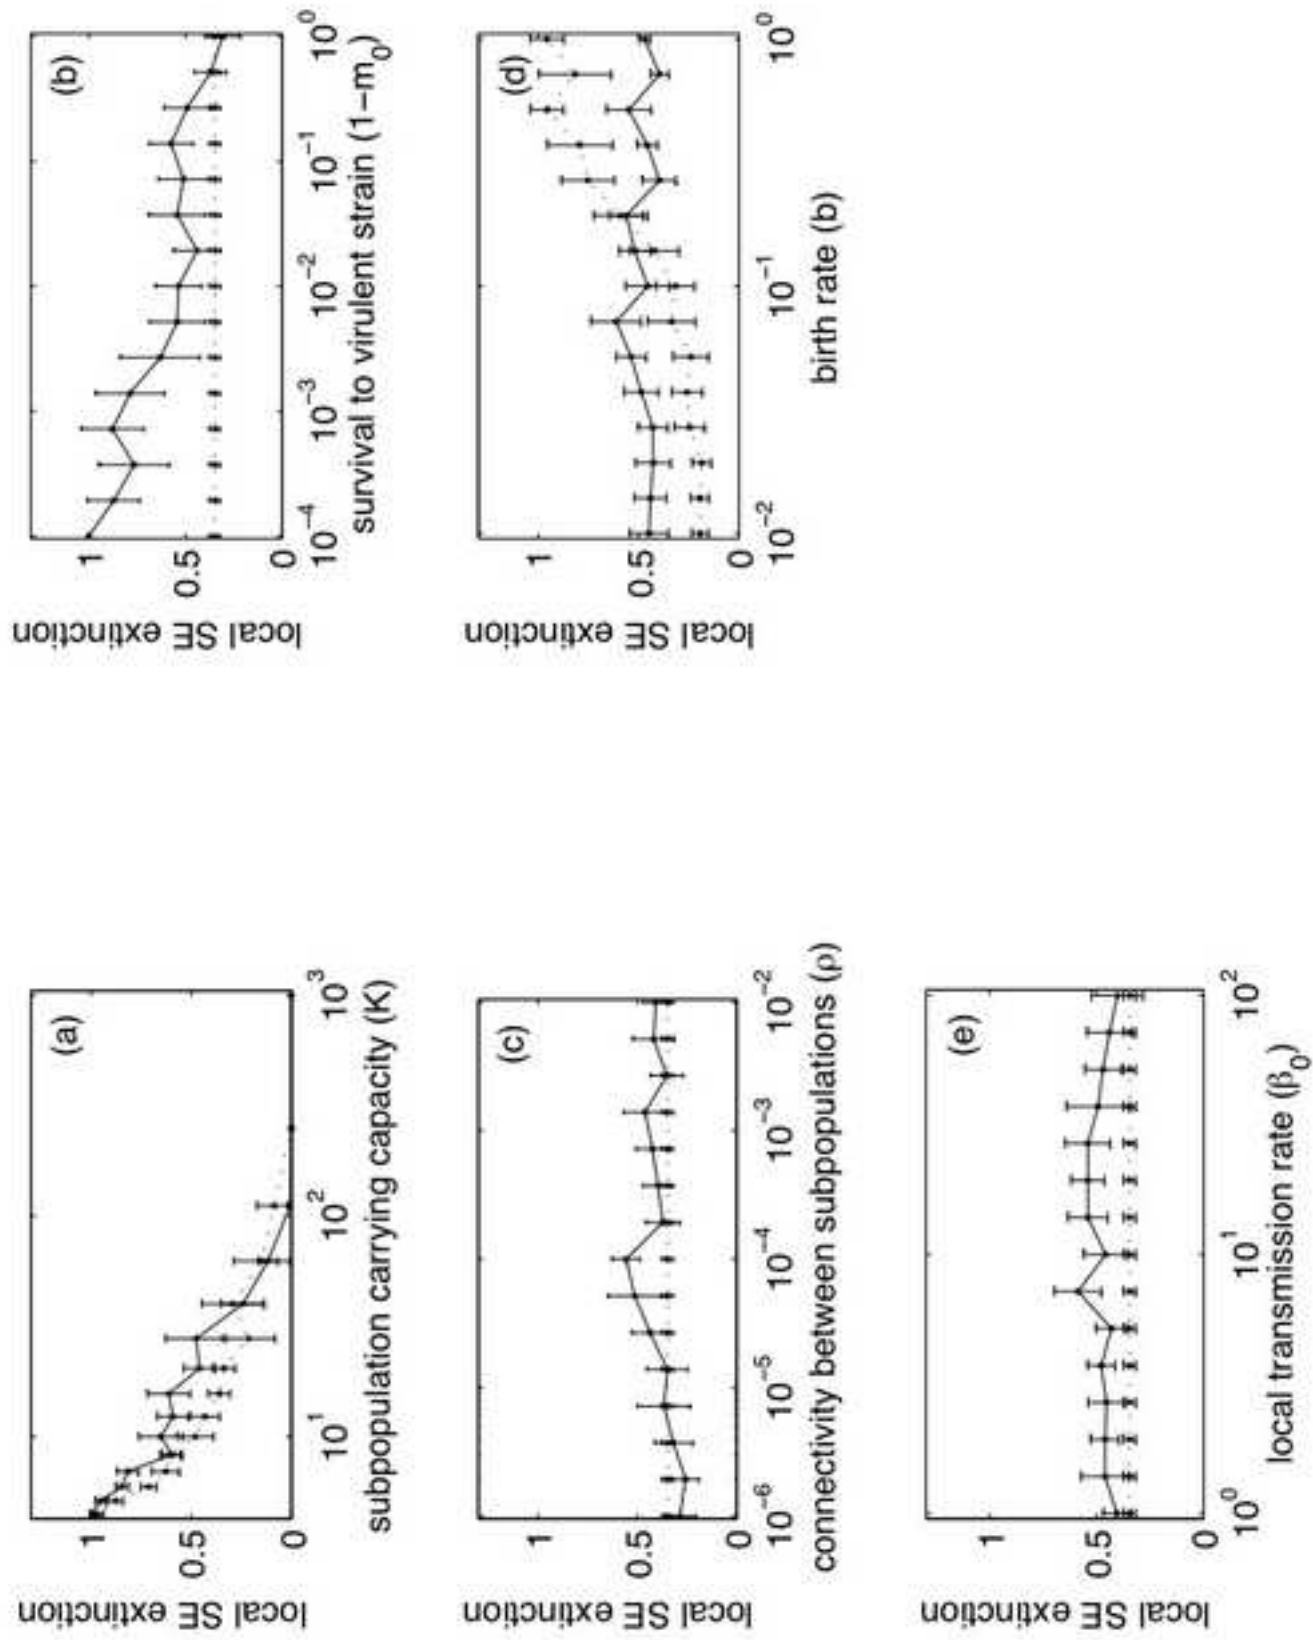 (a)
local SE extinction
1
0.5
0
10^1
10^2
10^3
subpopulation carrying capacity (K)
(b)
local SE extinction
1
0.5
0
10^-4
10^-3
10^-2
10^-1
10^0
survival to virulent strain (1−m_0)
(c)
local SE extinction
1
0.5
0
10^-6
10^-5
10^-4
10^-3
10^-2
connectivity between subpopulations (ρ)
(d)
local SE extinction
1
0.5
0
10^-2
10^-1
10^0
birth rate (b)
(e)
local SE extinction
1
0.5
0
10^0
10^1
10^2
local transmission rate (β_0)